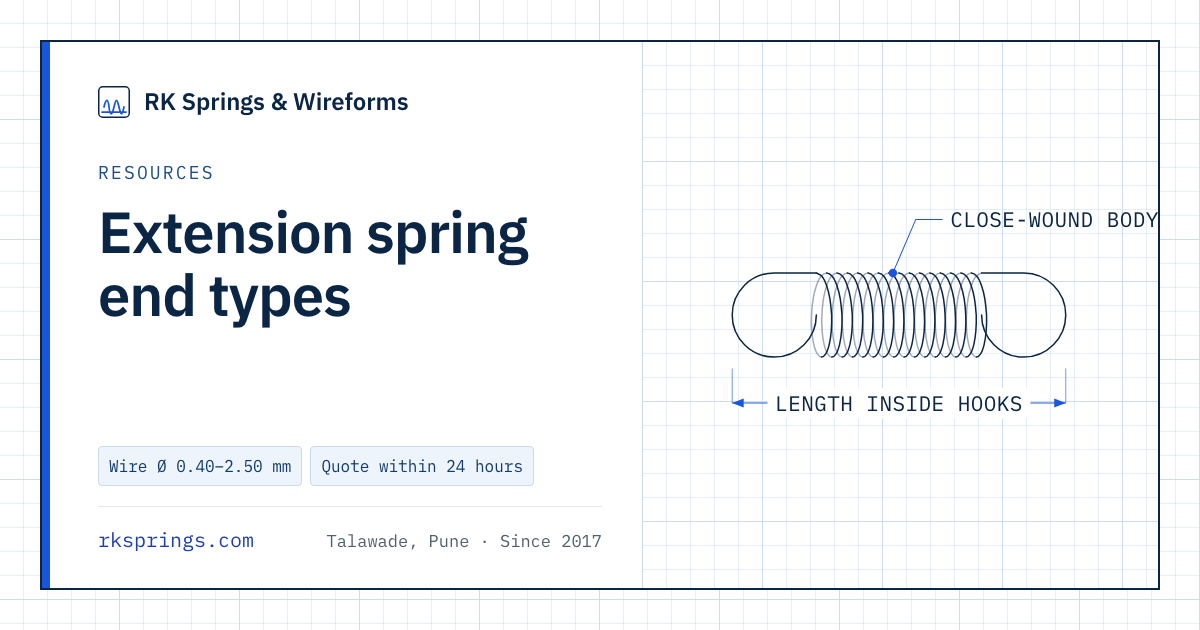 RK Springs & Wireforms
RESOURCES
Extension spring
end types
Wire Ø 0.40–2.50 mm
Quote within 24 hours
rksprings.com
Talawade, Pune · Since 2017
CLOSE-WOUND BODY
LENGTH INSIDE HOOKS